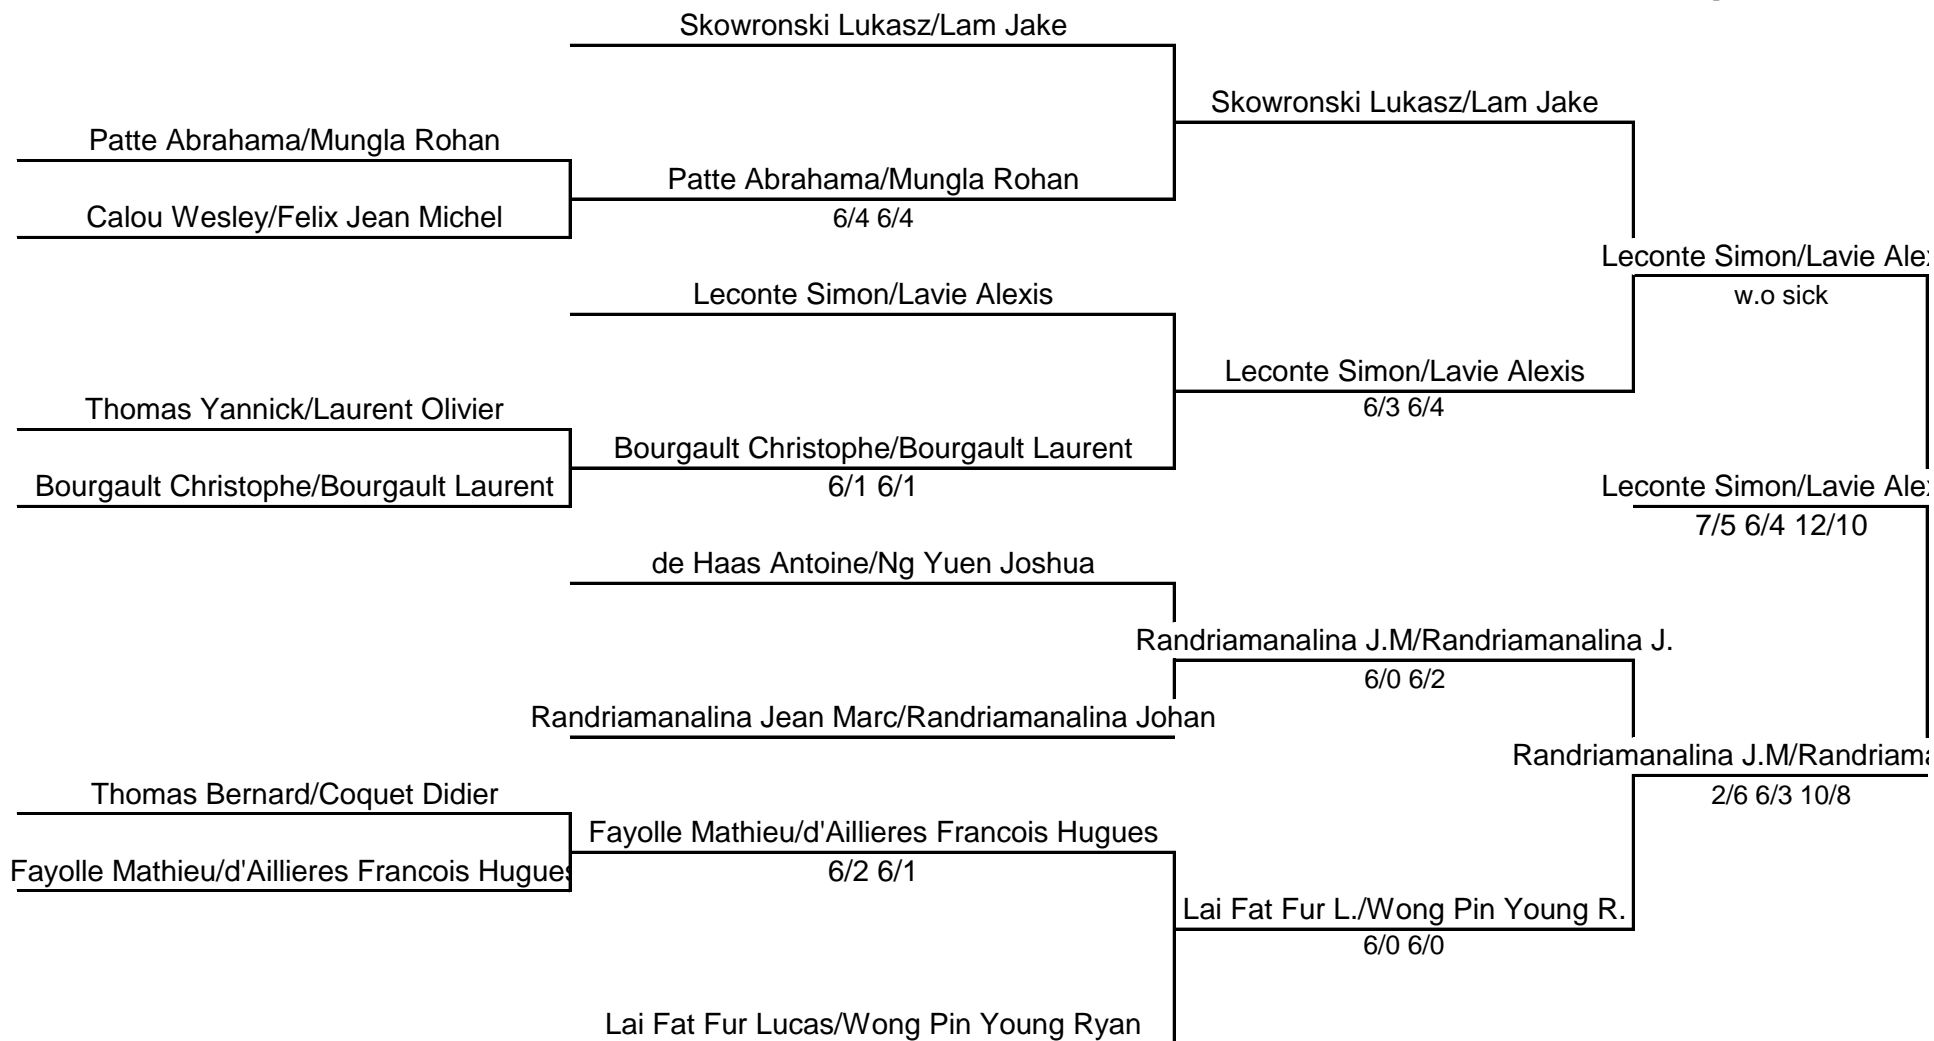 Skowronski Lukasz/Lam Jake
Skowronski Lukasz/Lam Jake
Patte Abrahama/Mungla Rohan
Patte Abrahama/Mungla Rohan
Calou Wesley/Felix Jean Michel
6/4 6/4
Leconte Simon/Lavie Ale
Leconte Simon/Lavie Alexis
w.o sick
Leconte Simon/Lavie Alexis
Thomas Yannick/Laurent Olivier
6/3 6/4
Bourgault Christophe/Bourgault Laurent
Bourgault Christophe/Bourgault Laurent
6/1 6/1
Leconte Simon/Lavie Ale
7/5 6/4 12/10
de Haas Antoine/Ng Yuen Joshua
Randriamanalina J.M/Randriamanalina J.
6/0 6/2
Randriamanalina Jean Marc/Randriamanalina Johan
Randriamanalina J.M/Randriama
Thomas Bernard/Coquet Didier
2/6 6/3 10/8
Fayolle Mathieu/d'Aillieres Francois Hugues
Fayolle Mathieu/d'Aillieres Francois Hugues
6/2 6/1
Lai Fat Fur L./Wong Pin Young R.
6/0 6/0
Lai Fat Fur Lucas/Wong Pin Young Ryan